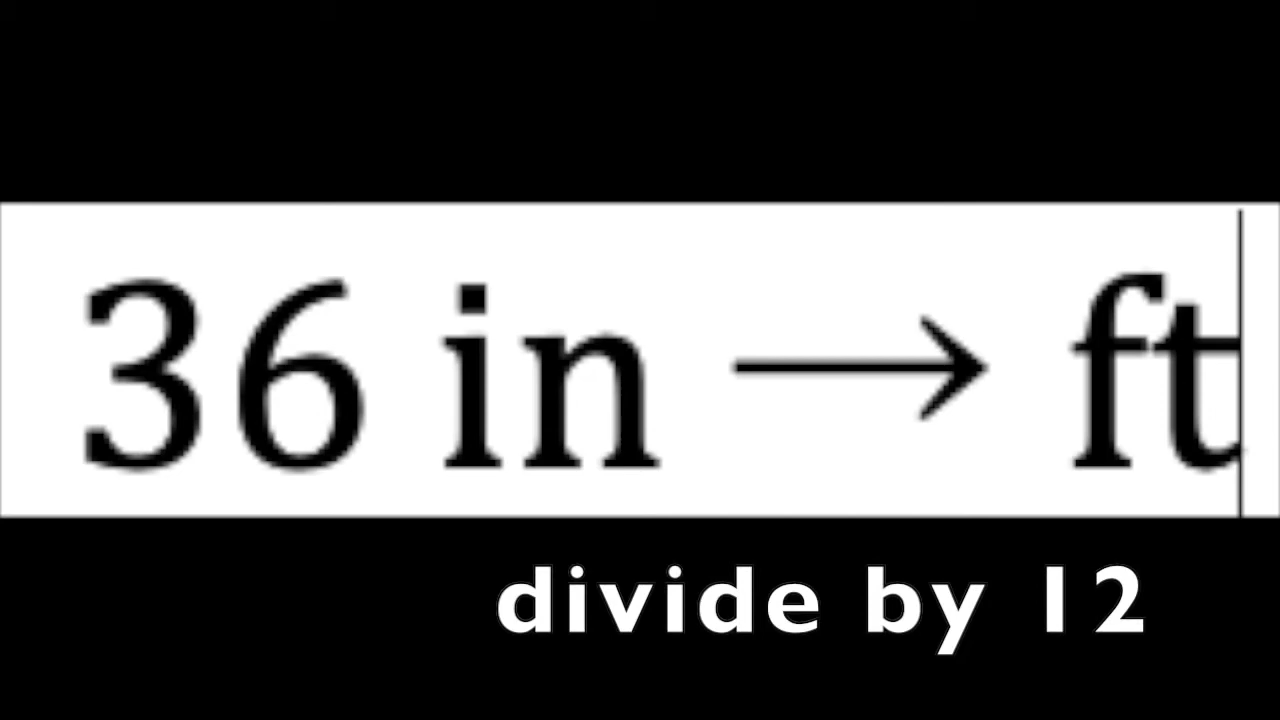 36 in → ft
divide by 12